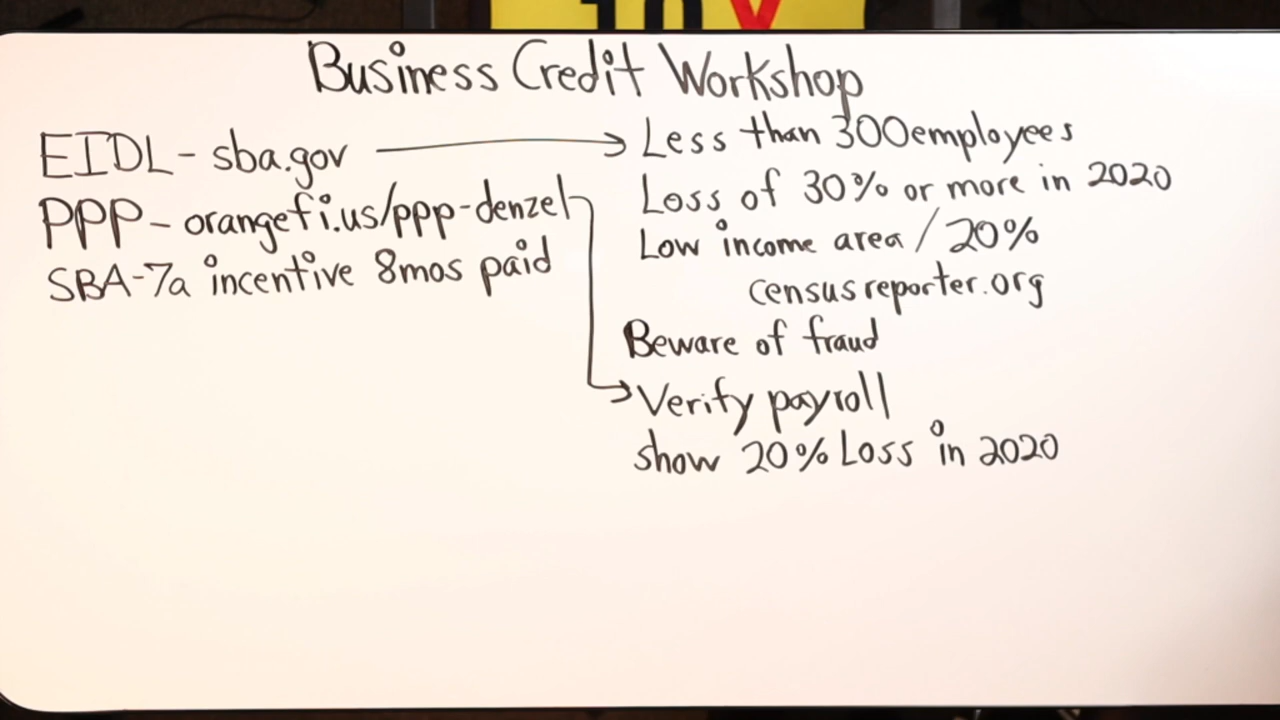 Business Credit Workshop
EIDL - sba.gov → Less than 300employees
Loss of 30% or more in 2020
PPP - orangefi.us/ppp-denzel
Low income area / 20%
SBA-7a incentive 8mos paid
censusreporter.org
Beware of fraud
→ Verify payroll
show 20% Loss in 2020